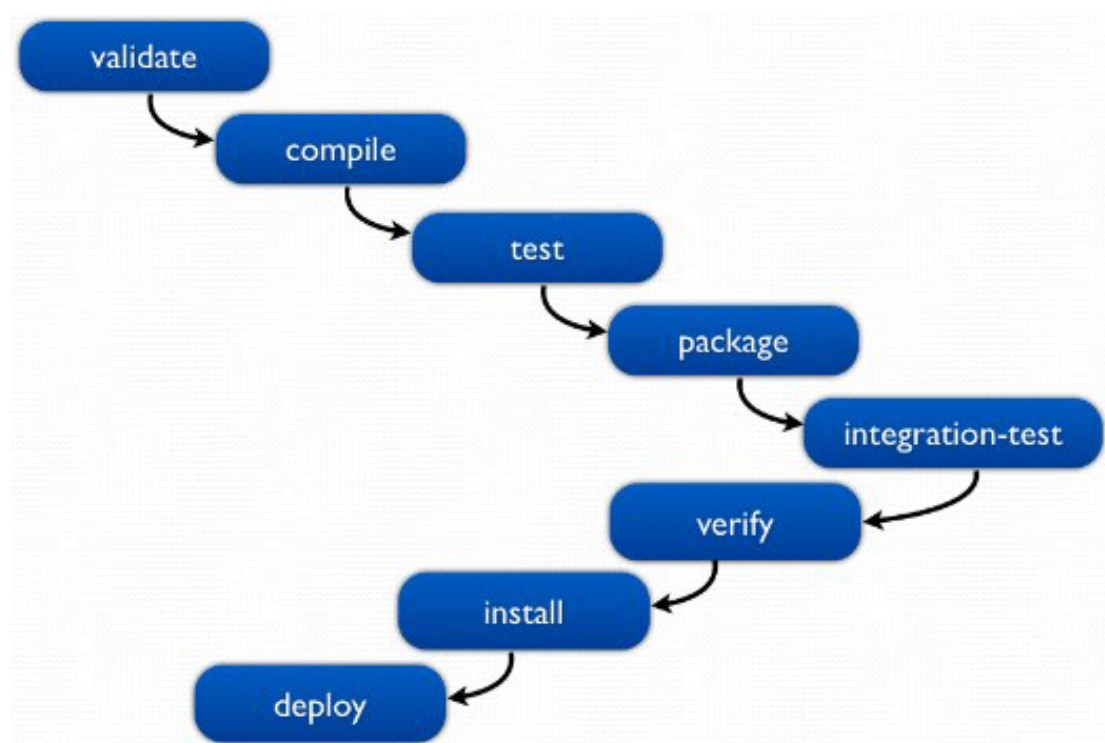 validate
compile
test
package
integration-test
verify
install
deploy